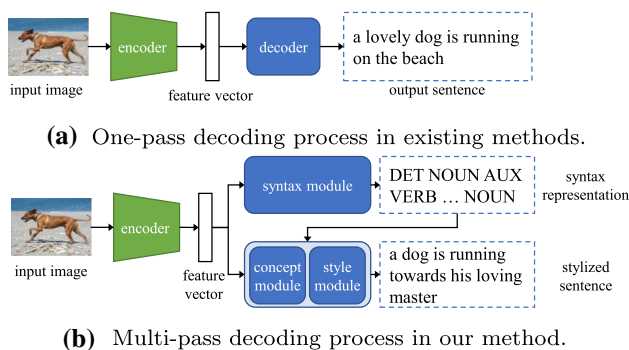 input image
encoder
feature vector
decoder
a lovely dog is running
on the beach
output sentence
(a) One-pass decoding process in existing methods.
input image
encoder
feature
vector
syntax module
DET NOUN AUX
VERB ... NOUN
syntax
representation
concept
module
style
module
a dog is running
towards his loving
master
stylized
sentence
(b) Multi-pass decoding process in our method.